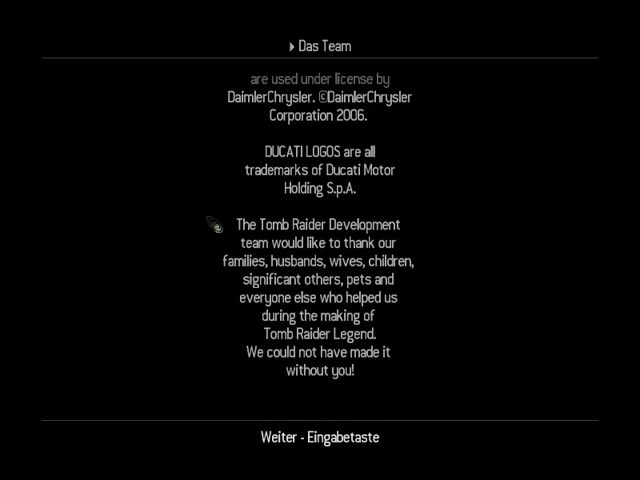 Das Team
are used under license by
DaimlerChrysler. ©DaimlerChrysler
Corporation 2006.
DUCATI LOGOS are all
trademarks of Ducati Motor
Holding S.p.A.
The Tomb Raider Development
team would like to thank our
families, husbands, wives, children,
significant others, pets and
everyone else who helped us
during the making of
Tomb Raider Legend.
We could not have made it
without you!
Weiter - Eingabetaste